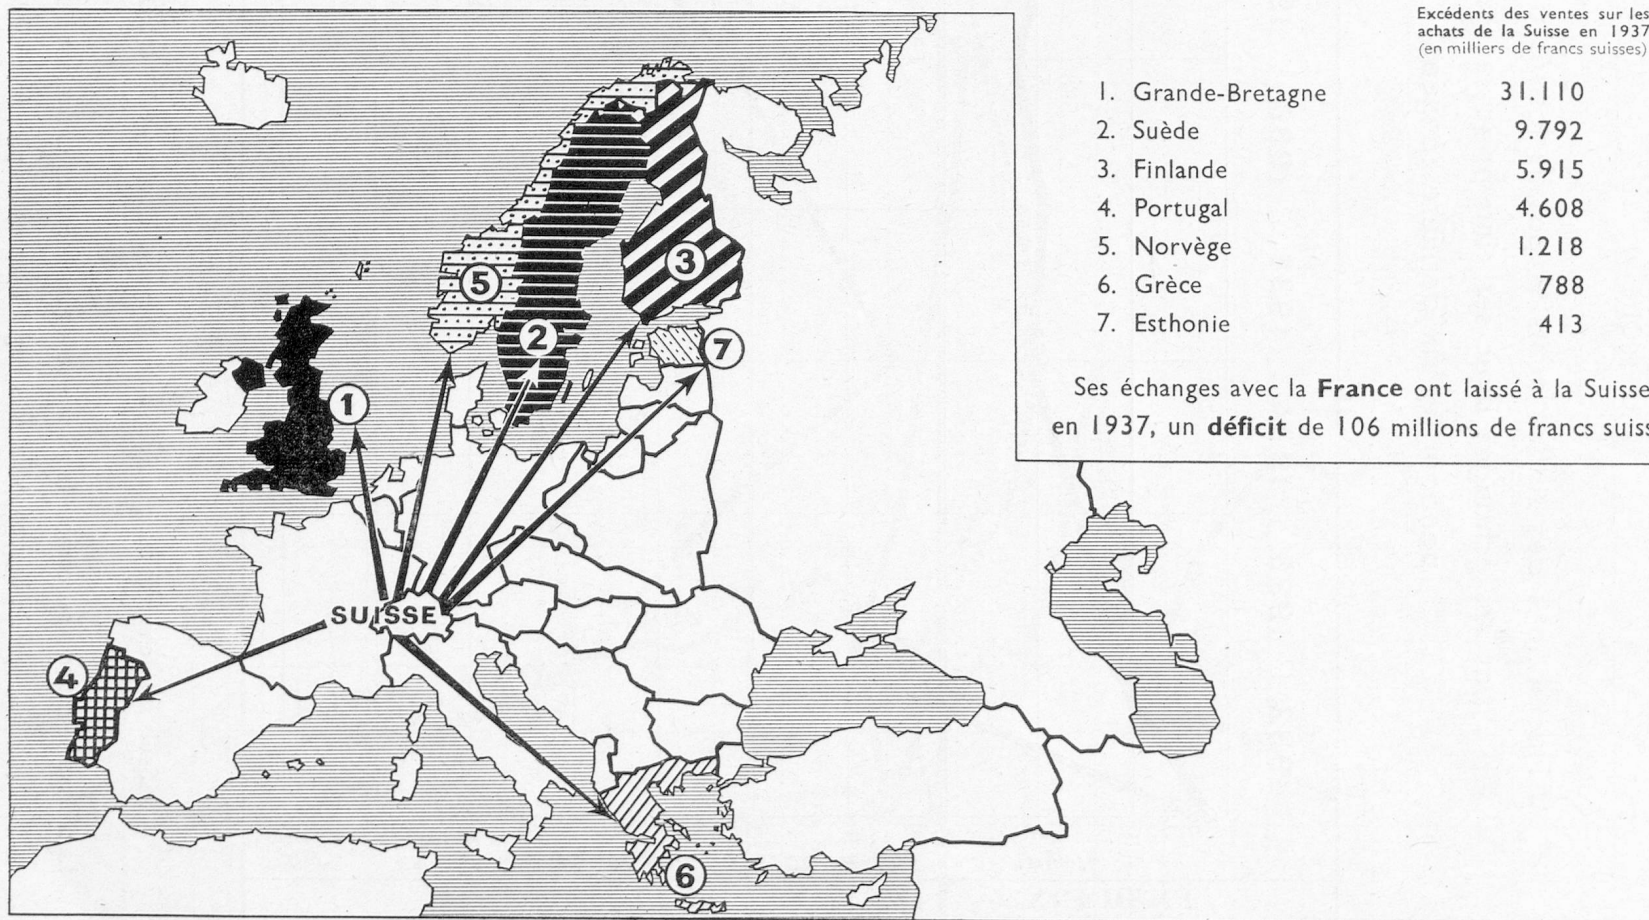 Excédents des ventes sur les
achats de la Suisse en 1937
(en milliers de francs suisses)
1. Grande-Bretagne 31.110
2. Suède 9.792
3. Finlande 5.915
4. Portugal 4.608
5. Norvège 1.218
6. Grèce 788
7. Esthonie 413
Ses échanges avec la France ont laissé à la Suisse
en 1937, un déficit de 106 millions de francs suiss
5
3
2
7
1
SUISSE
4
6